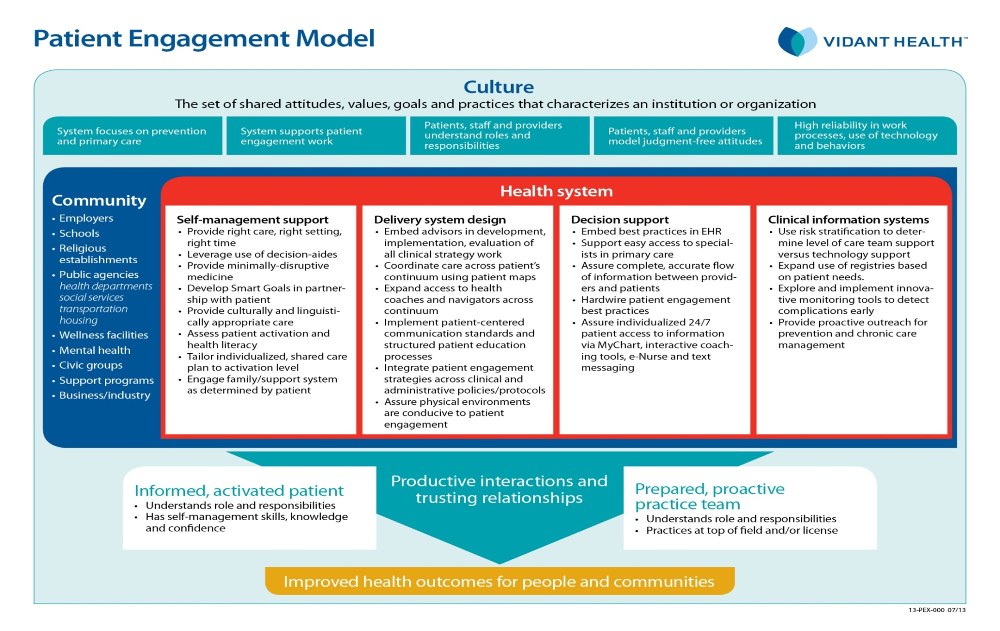 Patient Engagement Model
VIDANT HEALTH™
Culture
The set of shared attitudes, values, goals and practices that characterizes an institution or organization
System focuses on prevention
and primary care
System supports patient
engagement work
Patients, staff and providers
understand roles and
responsibilities
Patients, staff and providers
model judgment-free attitudes
High reliability in work
processes, use of technology
and behaviors
Community
• Employers
• Schools
• Religious
establishments
• Public agencies
health departments
social services
transportation
housing
• Wellness facilities
• Mental health
• Civic groups
• Support programs
• Business/industry
Health system
Self-management support
• Provide right care, right setting,
right time
• Leverage use of decision-aides
• Provide minimally-disruptive
medicine
• Develop Smart Goals in partner-
ship with patient
• Provide culturally and linguisti-
cally appropriate care
• Assess patient activation and
health literacy
• Tailor individualized, shared care
plan to activation level
• Engage family/support system
as determined by patient
Delivery system design
• Embed advisors in development,
implementation, evaluation of
all clinical strategy work
• Coordinate care across patient’s
continuum using patient maps
• Expand access to health
coaches and navigators across
continuum
• Implement patient-centered
communication standards and
structured patient education
processes
• Integrate patient engagement
strategies across clinical and
administrative policies/protocols
• Assure physical environments
are conducive to patient
engagement
Decision support
• Embed best practices in EHR
• Support easy access to special-
ists in primary care
• Assure complete, accurate flow
of information between provid-
ers and patients
• Hardwire patient engagement
best practices
• Assure individualized 24/7
patient access to information
via MyChart, interactive coach-
ing tools, e-Nurse and text
messaging
Clinical information systems
• Use risk stratification to deter-
mine level of care team support
versus technology support
• Expand use of registries based
on patient needs.
• Explore and implement innova-
tive monitoring tools to detect
complications early
• Provide proactive outreach for
prevention and chronic care
management
Informed, activated patient
• Understands role and responsibilities
• Has self-management skills, knowledge
and confidence
Productive interactions and
trusting relationships
Prepared, proactive
practice team
• Understands role and responsibilities
• Practices at top of field and/or license
Improved health outcomes for people and communities
13-PEX-000 07/13